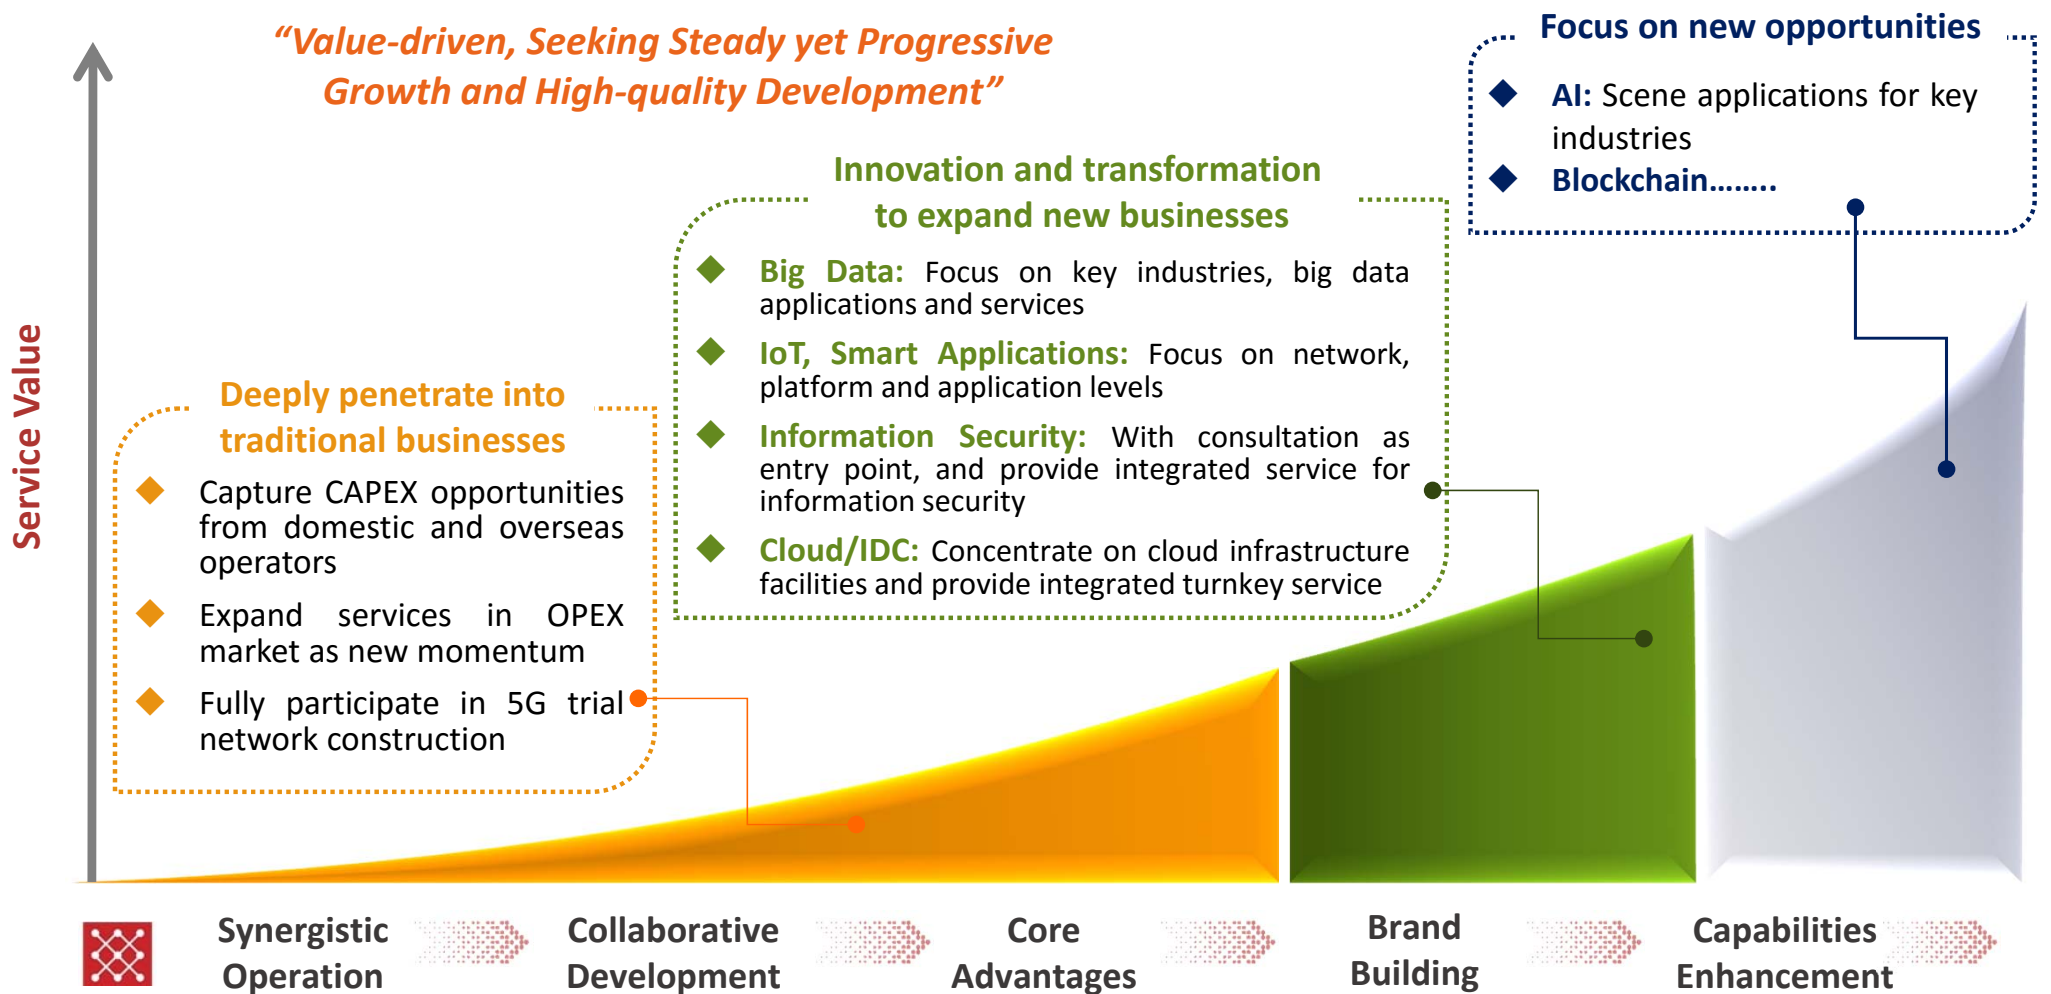 “Value-driven, Seeking Steady yet Progressive
Growth and High-quality Development”
Focus on new opportunities
AI: Scene applications for key
industries
Blockchain........
Innovation and transformation
to expand new businesses
Big Data: Focus on key industries, big data
applications and services
IoT, Smart Applications: Focus on network,
platform and application levels
Information Security: With consultation as
entry point, and provide integrated service for
information security
Cloud/IDC: Concentrate on cloud infrastructure
facilities and provide integrated turnkey service
Deeply penetrate into
traditional businesses
Capture CAPEX opportunities
from domestic and overseas
operators
Expand services in OPEX
market as new momentum
Fully participate in 5G trial
network construction
Service Value
Synergistic
Operation
Collaborative
Development
Core
Advantages
Brand
Building
Capabilities
Enhancement